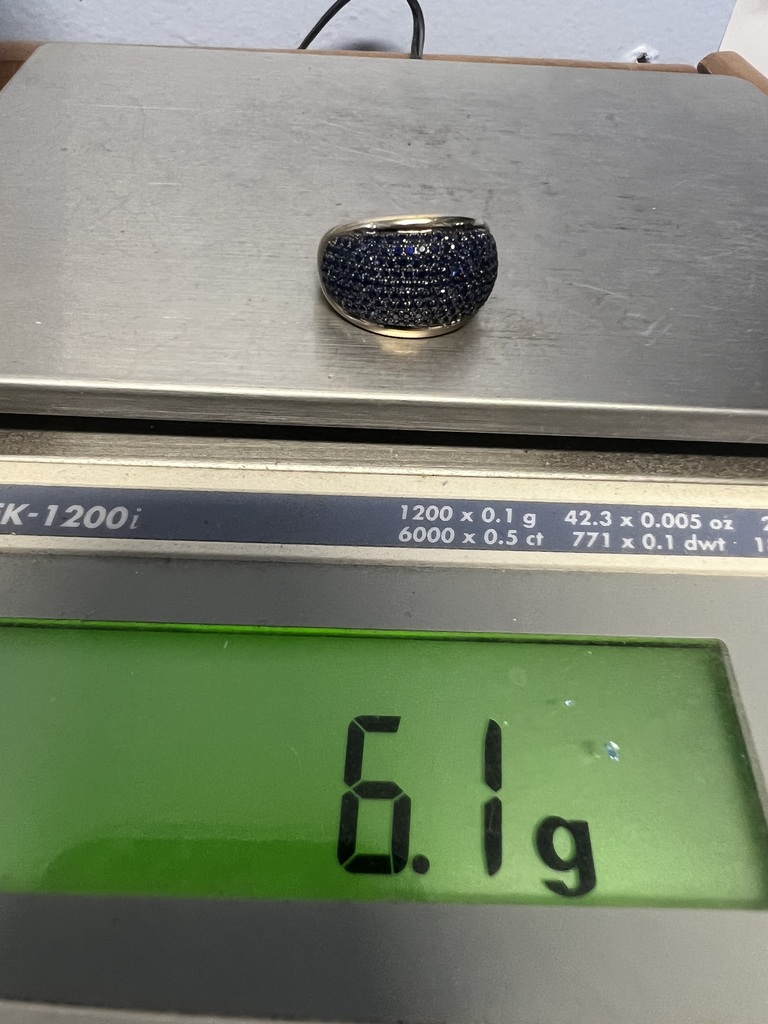 EK-1200i
1200 x 0.1 g 42.3 x 0.005 oz
6000 x 0.5 ct 771 x 0.1 dwt
6.1g